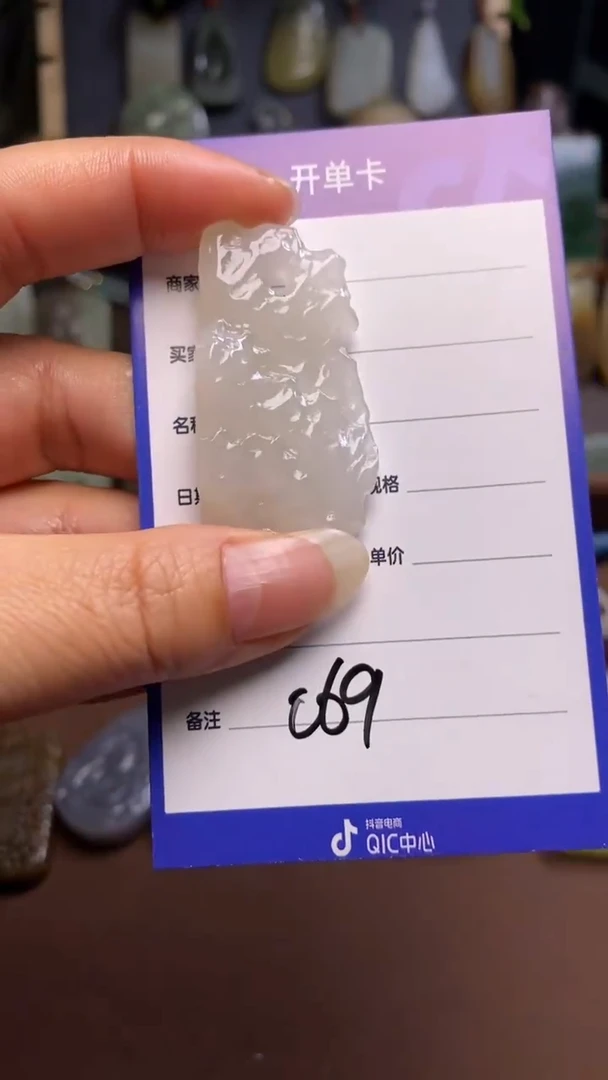 开单卡
商家
买家
名称
日期 规格
单价
备注 c69
抖音电商
QIC中心